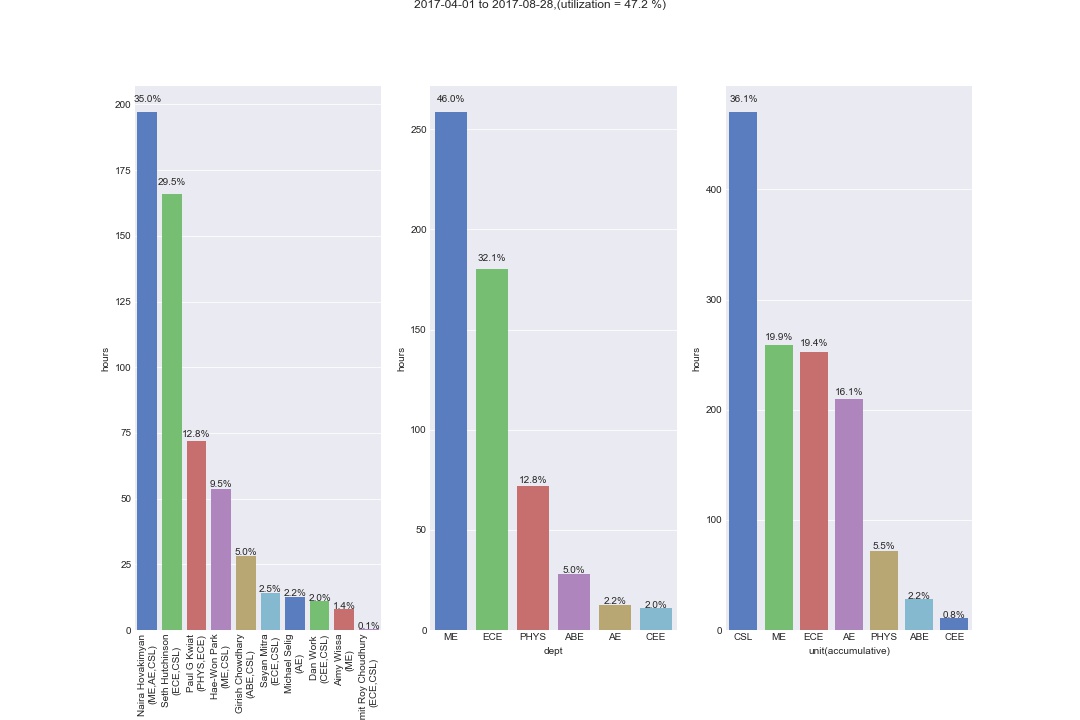 2017-04-01 to 2017-08-28,(utilization = 47.2 %)
35.0%
29.5%
12.8%
9.5%
5.0%
2.5%
2.2%
2.0%
1.4%
0.1%
200
175
150
125
100
75
50
25
0
hours
Naira Hovakimyan
(ME,AE,CSL)
Seth Hutchinson
(ECE,CSL)
Paul G Kwiat
(PHYS,ECE)
Hae-Won Park
(ME,CSL)
Girish Chowdhary
(ABE,CSL)
Sayan Mitra
(ECE,CSL)
Michael Selig
(AE)
Dan Work
(CEE,CSL)
Aimy Wissa
(ME)
mit Roy Choudhury
(ECE,CSL)
46.0%
32.1%
12.8%
5.0%
2.2%
2.0%
250
200
150
100
50
0
hours
ME ECE PHYS ABE AE CEE
dept
36.1%
19.9%
19.4%
16.1%
5.5%
2.2%
0.8%
400
300
200
100
0
hours
CSL ME ECE AE PHYS ABE CEE
unit(accumulative)